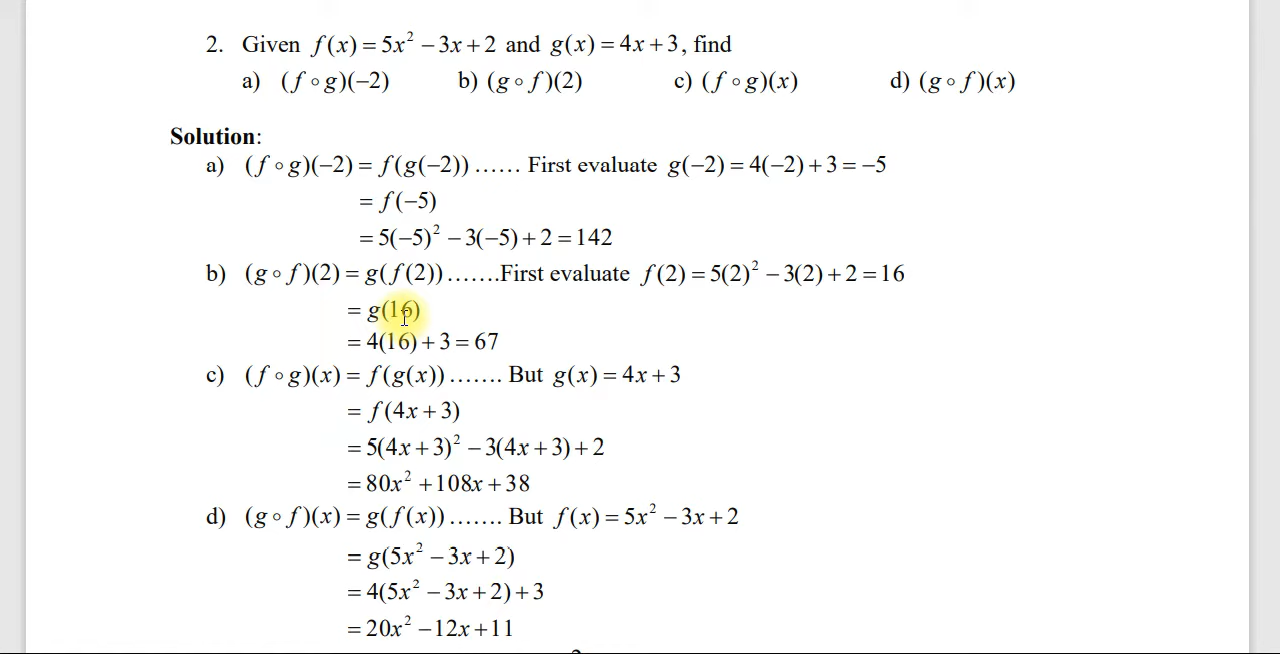 2. Given f(x) = 5x² − 3x + 2 and g(x) = 4x + 3, find
a) (f ∘ g)(−2) b) (g ∘ f)(2) c) (f ∘ g)(x) d) (g ∘ f)(x)
Solution:
a) (f ∘ g)(−2) = f(g(−2)) ...... First evaluate g(−2) = 4(−2) + 3 = −5
= f(−5)
= 5(−5)² − 3(−5) + 2 = 142
b) (g ∘ f)(2) = g(f(2)).......First evaluate f(2) = 5(2)² − 3(2) + 2 = 16
= g(16)
= 4(16) + 3 = 67
c) (f ∘ g)(x) = f(g(x))....... But g(x) = 4x + 3
= f(4x + 3)
= 5(4x + 3)² − 3(4x + 3) + 2
= 80x² + 108x + 38
d) (g ∘ f)(x) = g(f(x))....... But f(x) = 5x² − 3x + 2
= g(5x² − 3x + 2)
= 4(5x² − 3x + 2) + 3
= 20x² − 12x + 11